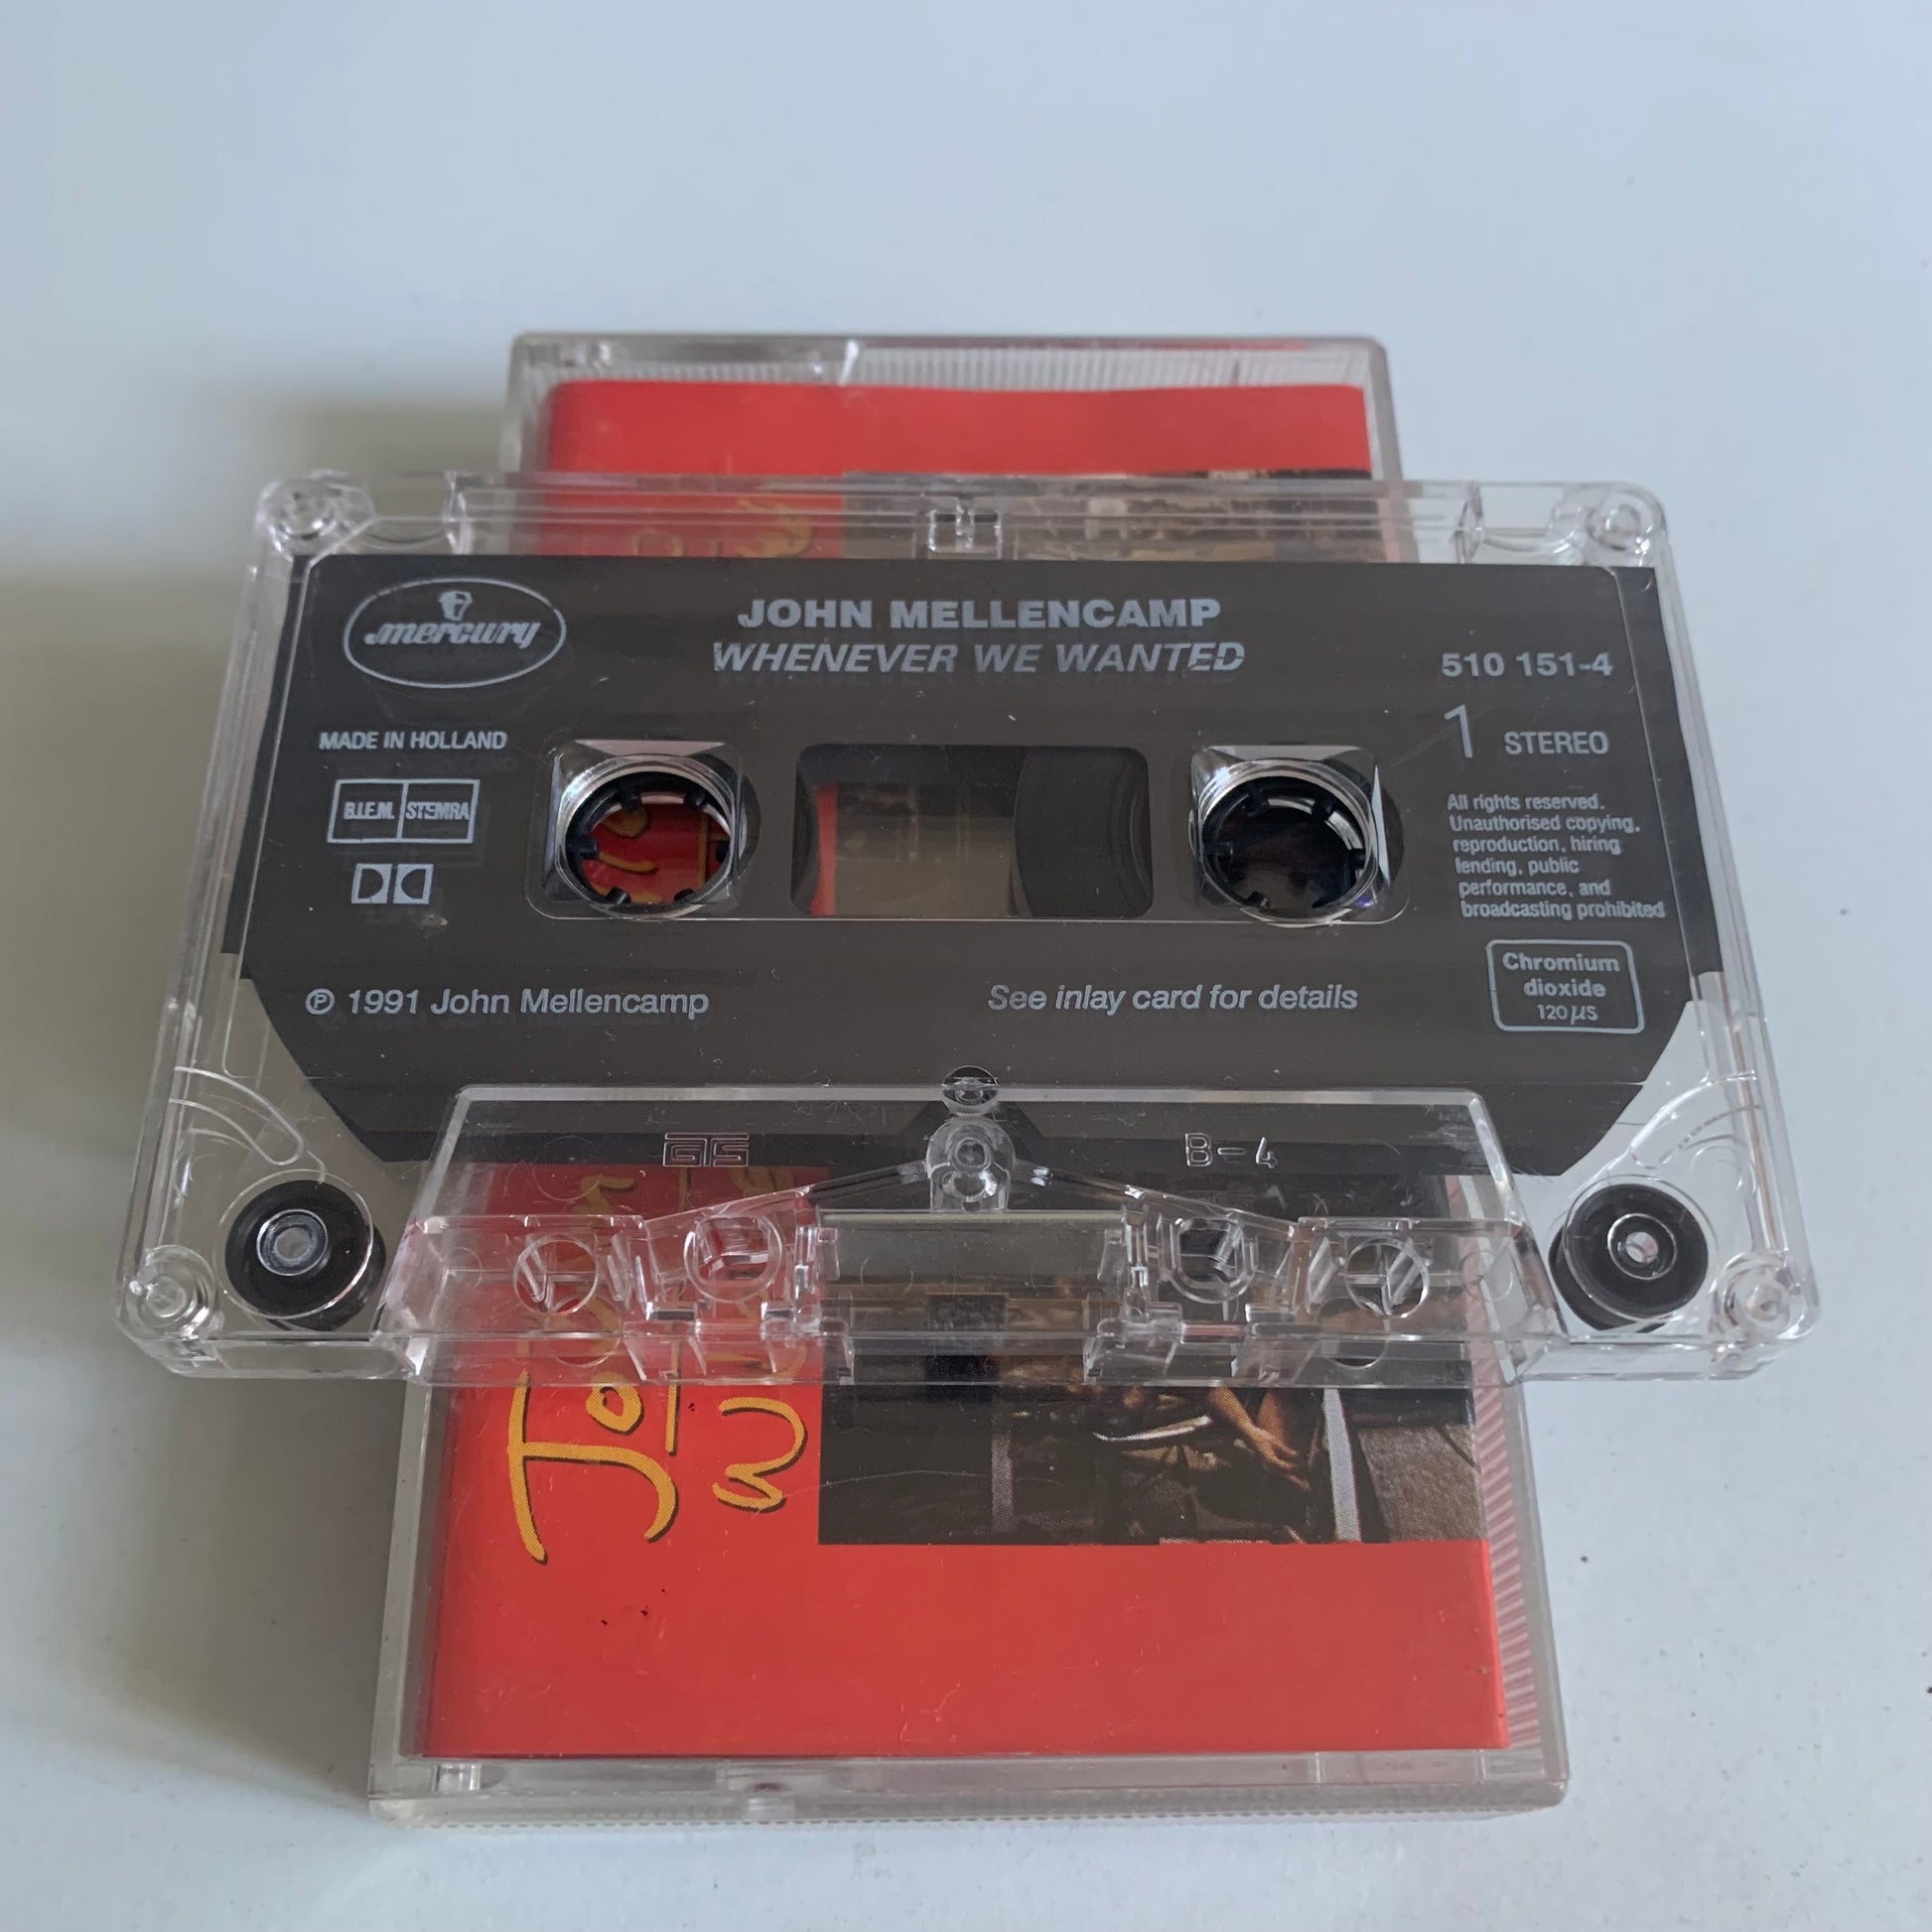 mercury
JOHN MELLENCAMP
WHENEVER WE WANTED
510 151-4
MADE IN HOLLAND
1 STEREO
B.I.E.M. STEMRA
All rights reserved.
Unauthorised copying,
reproduction, hiring
lending, public
performance, and
broadcasting prohibited
℗ 1991 John Mellencamp
See inlay card for details
Chromium
dioxide
120 µs
B-4
John